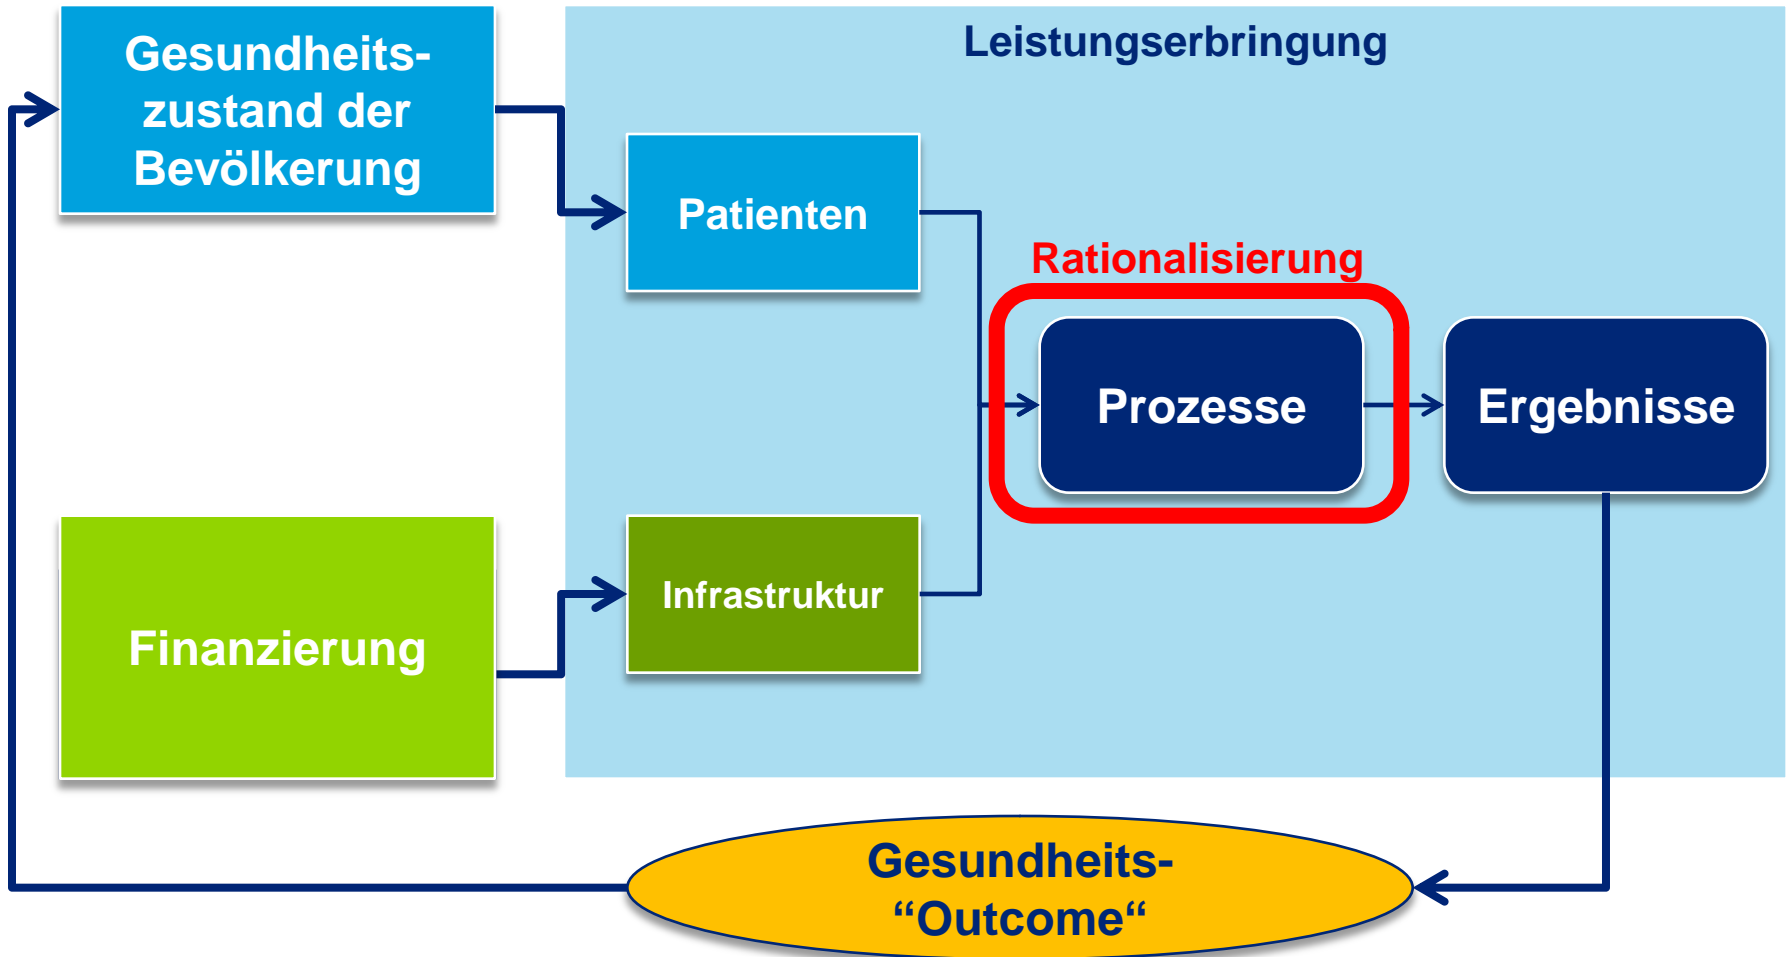 Gesundheits-
zustand der
Bevölkerung
Leistungserbringung
Patienten
Rationalisierung
Prozesse
Ergebnisse
Finanzierung
Infrastruktur
Gesundheits-
“Outcome“